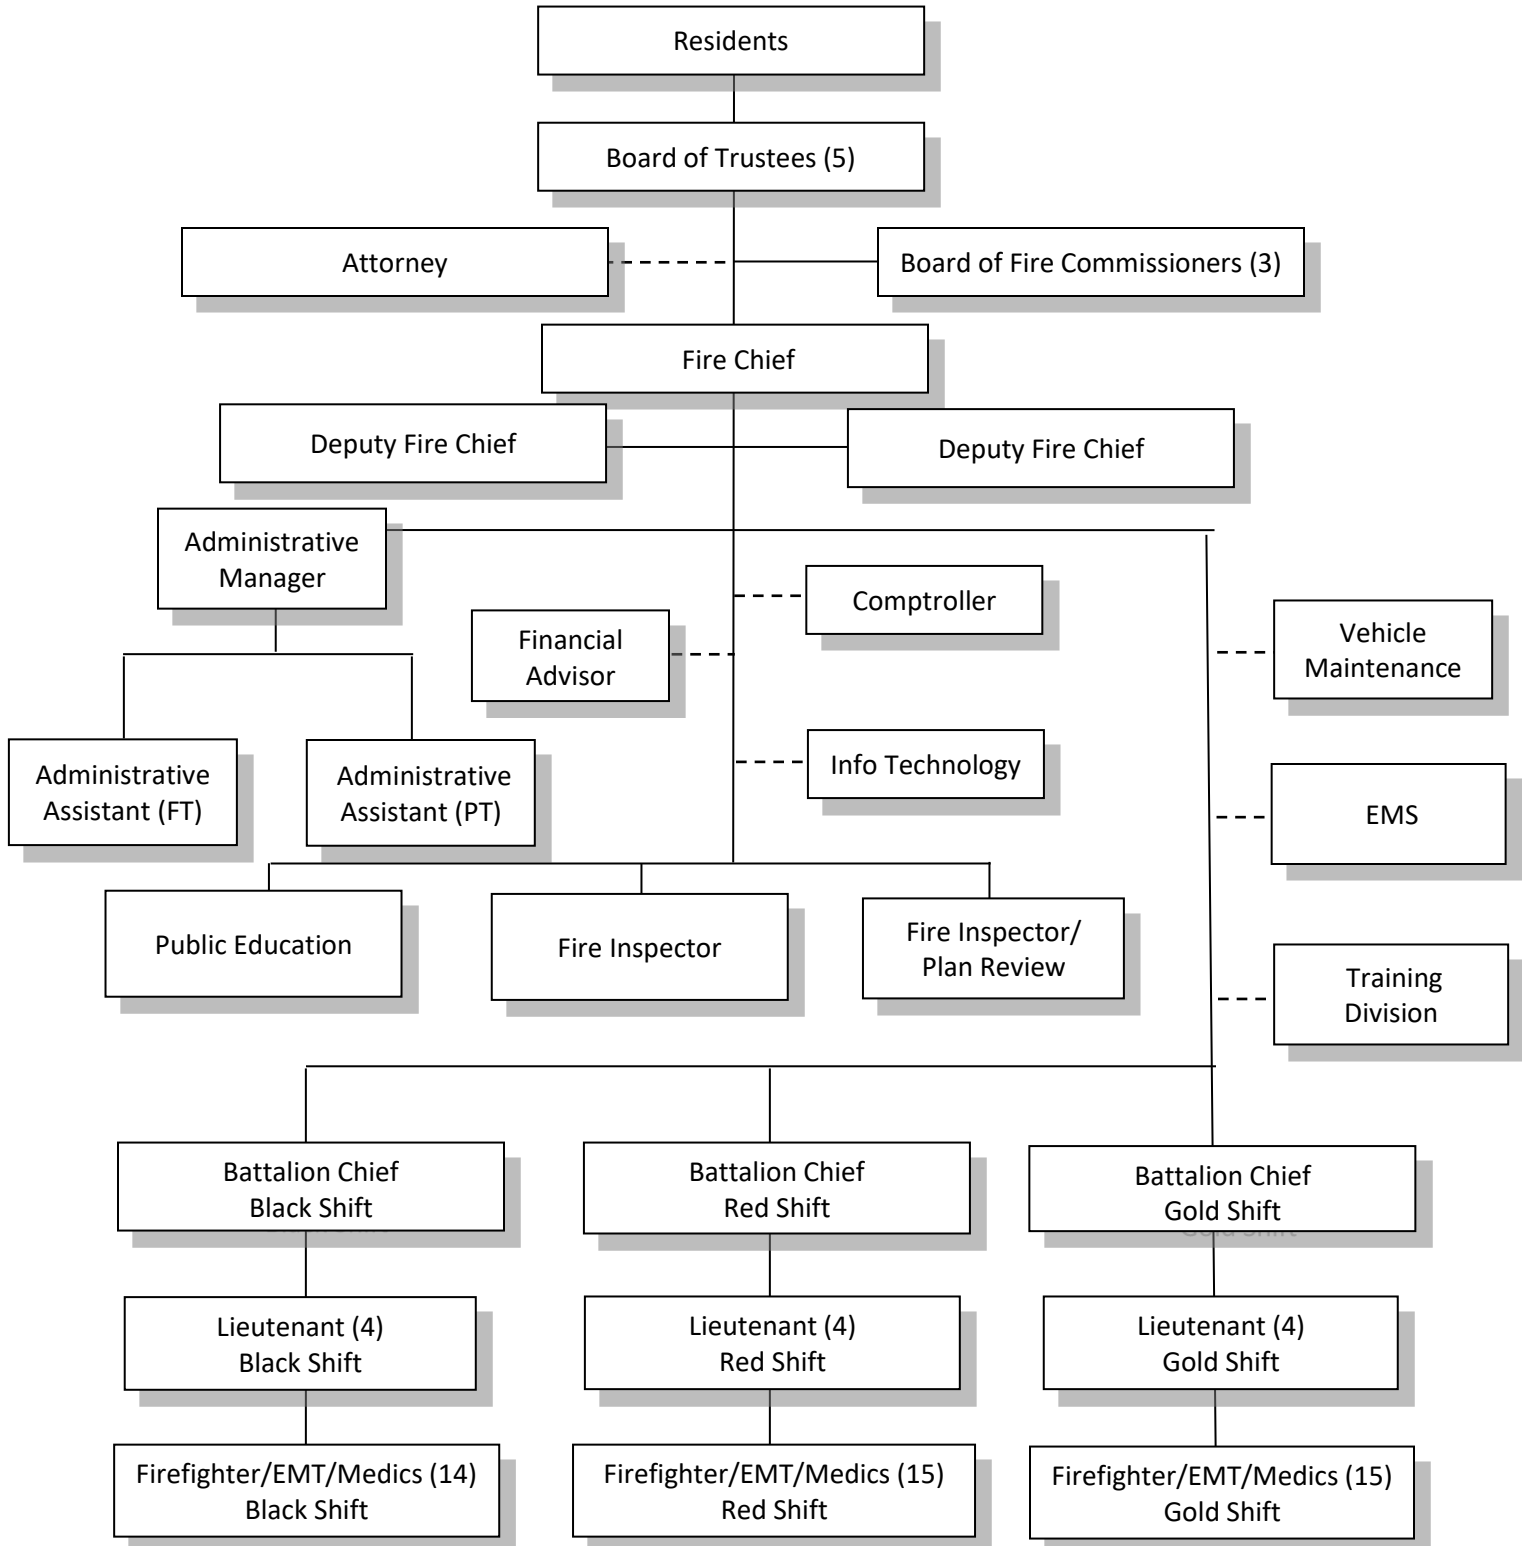 Residents
Board of Trustees (5)
Attorney
Board of Fire Commissioners (3)
Fire Chief
Deputy Fire Chief
Deputy Fire Chief
Administrative
Manager
Comptroller
Financial
Advisor
Vehicle
Maintenance
Administrative
Assistant (FT)
Administrative
Assistant (PT)
Info Technology
EMS
Public Education
Fire Inspector
Fire Inspector/
Plan Review
Training
Division
Battalion Chief
Black Shift
Battalion Chief
Red Shift
Battalion Chief
Gold Shift
Lieutenant (4)
Black Shift
Lieutenant (4)
Red Shift
Lieutenant (4)
Gold Shift
Firefighter/EMT/Medics (14)
Black Shift
Firefighter/EMT/Medics (15)
Red Shift
Firefighter/EMT/Medics (15)
Gold Shift